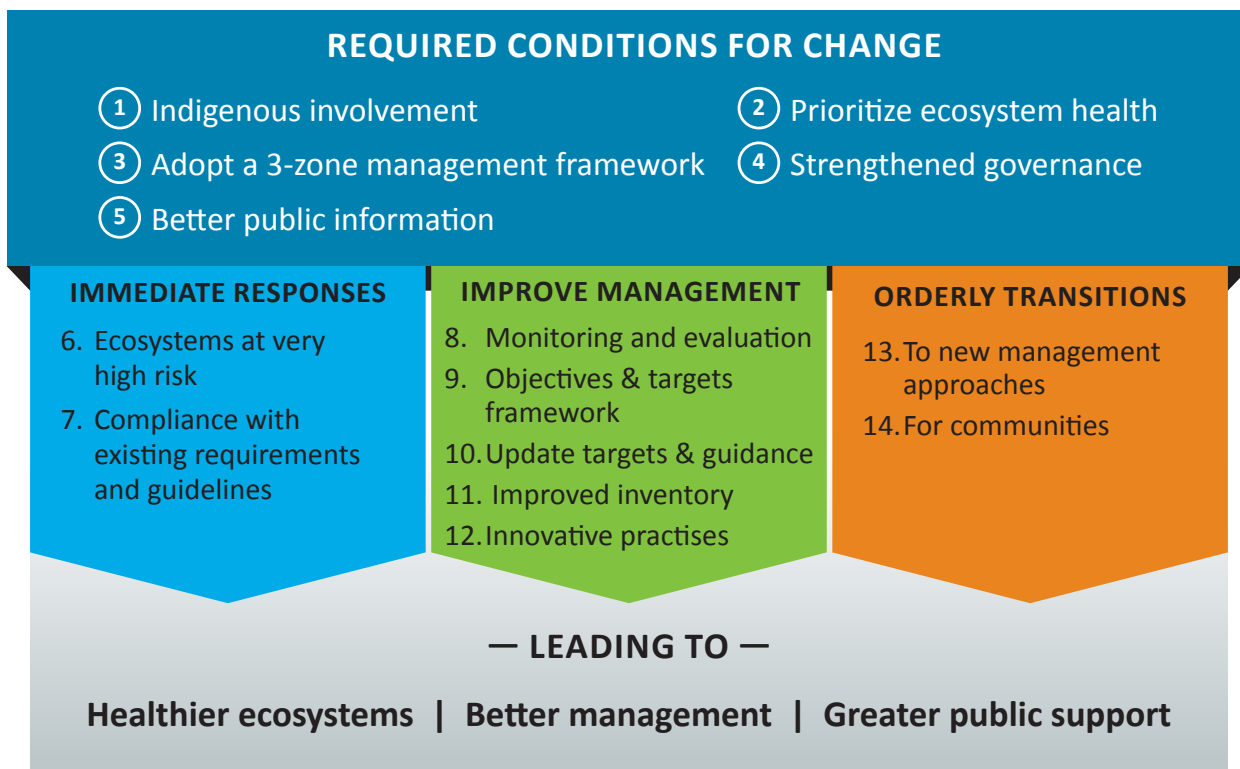 REQUIRED CONDITIONS FOR CHANGE
1 Indigenous involvement
2 Prioritize ecosystem health
3 Adopt a 3-zone management framework
4 Strengthened governance
5 Better public information
IMMEDIATE RESPONSES
6. Ecosystems at very
high risk
7. Compliance with
existing requirements
and guidelines
IMPROVE MANAGEMENT
8. Monitoring and evaluation
9. Objectives & targets
framework
10. Update targets & guidance
11. Improved inventory
12. Innovative practises
ORDERLY TRANSITIONS
13. To new management
approaches
14. For communities
— LEADING TO —
Healthier ecosystems | Better management | Greater public support